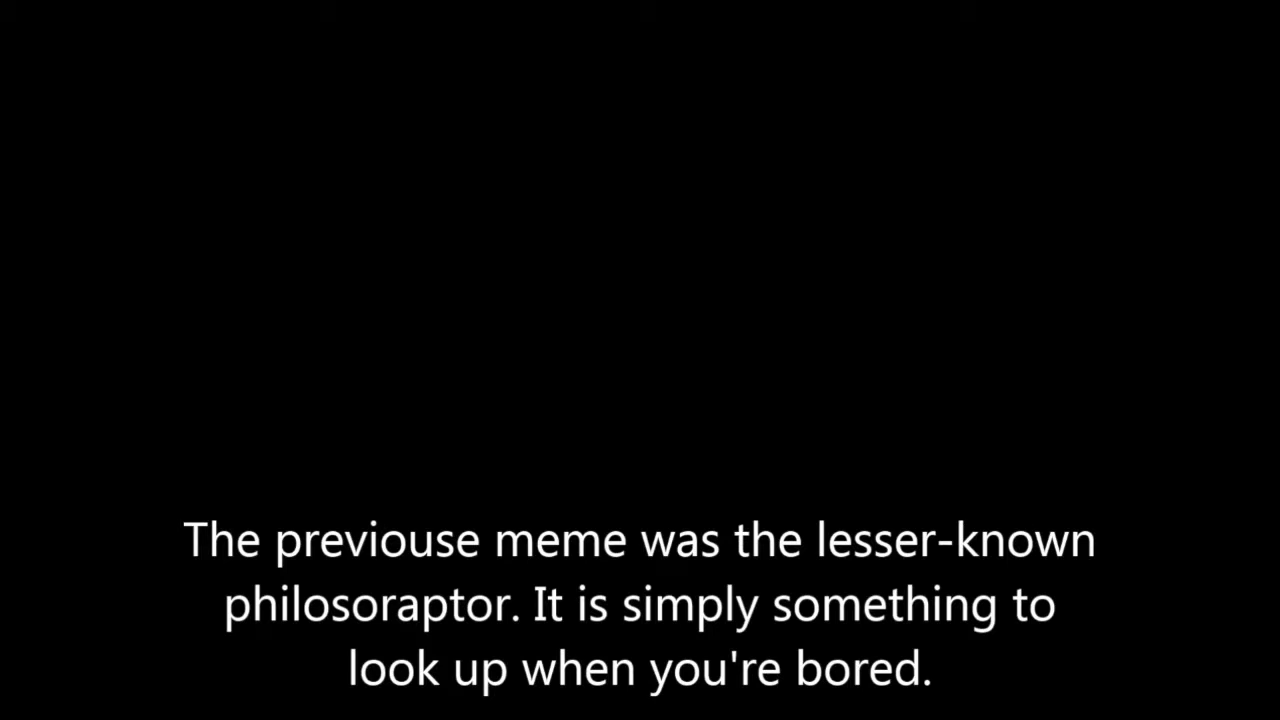 The previouse meme was the lesser-known
philosoraptor. It is simply something to
look up when you're bored.